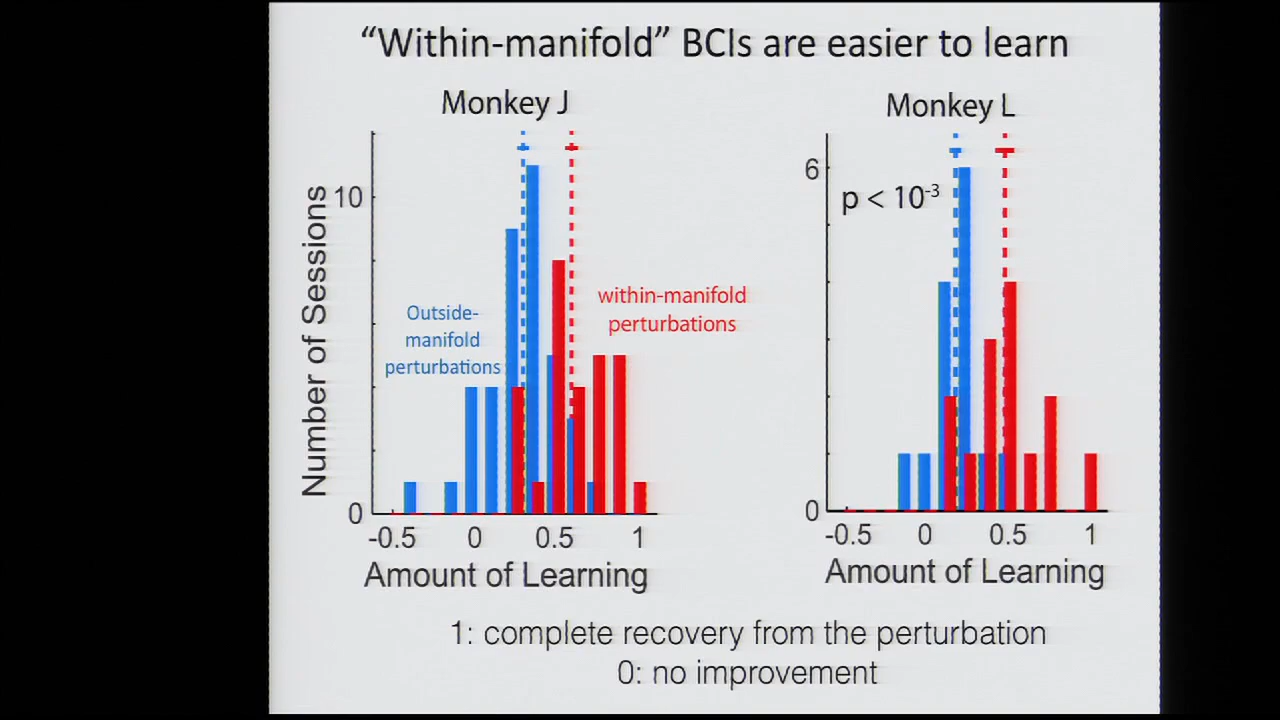 “Within-manifold” BCIs are easier to learn
Monkey J
Monkey L
Number of Sessions
10
0
Outside-
manifold
perturbations
within-manifold
perturbations
-0.5 0 0.5 1
Amount of Learning
6
0
p < 10⁻³
-0.5 0 0.5 1
Amount of Learning
1: complete recovery from the perturbation
0: no improvement